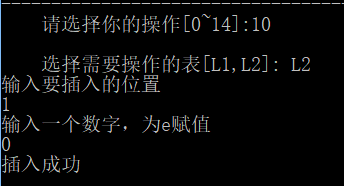 请选择你的操作[0~14]:10
选择需要操作的表[L1,L2]: L2
输入要插入的位置
1
输入一个数字，为e赋值
0
插入成功